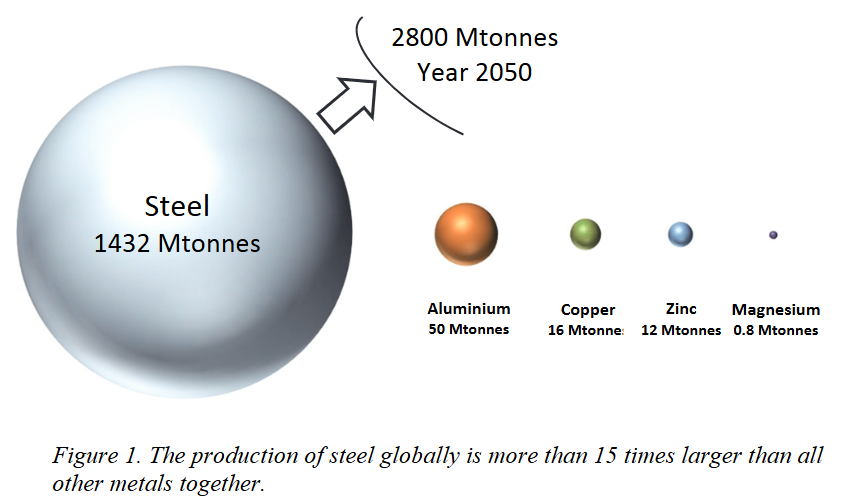 2800 Mtonnes
Year 2050
Steel
1432 Mtonnes
Aluminium
50 Mtonnes
Copper
16 Mtonne
Zinc
12 Mtonnes
Magnesium
0.8 Mtonnes
Figure 1. The production of steel globally is more than 15 times larger than all
other metals together.